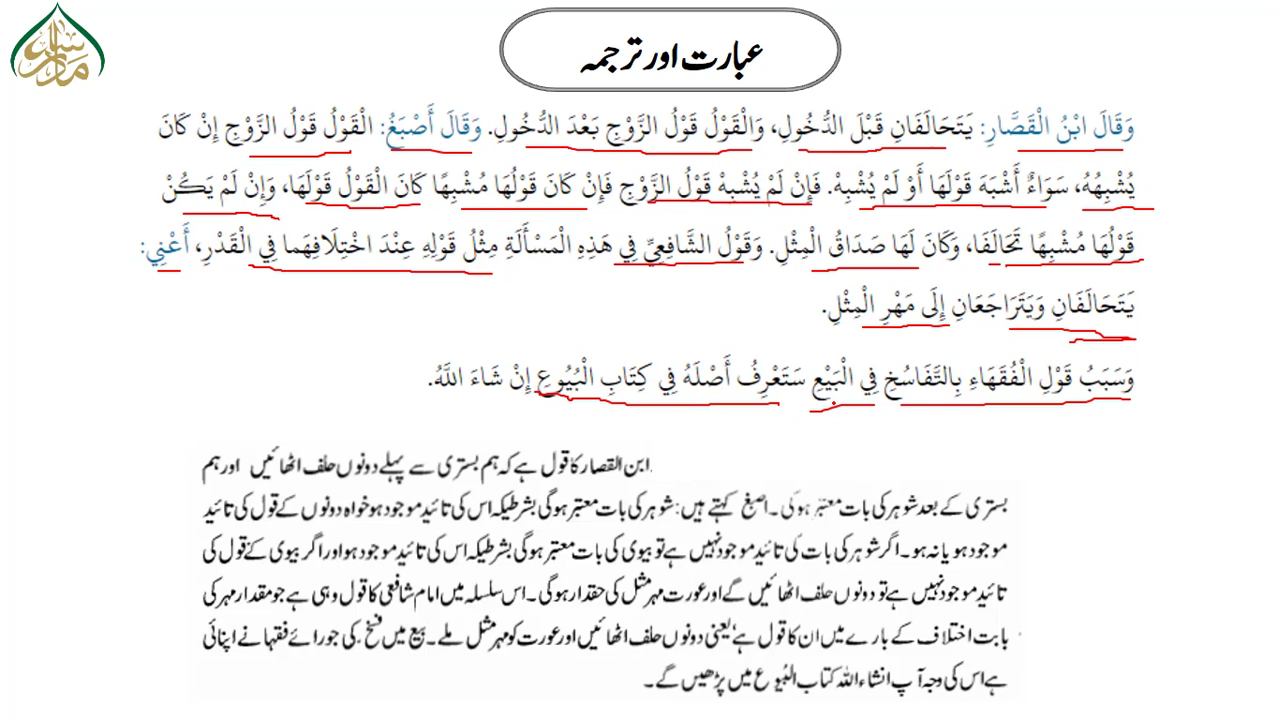 مدرسہ
عبارت اور ترجمہ
وَقَالَ ابْنُ الْقَصَّارِ: يَتَحَالَفَانِ قَبْلَ الدُّخُولِ، وَالْقَوْلُ قَوْلُ الزَّوْجِ بَعْدَ الدُّخُولِ. وَقَالَ أَصْبَغُ: الْقَوْلُ قَوْلُ الزَّوْجِ إِنْ كَانَ
يُشْبِهُهُ، سَوَاءٌ أَشْبَهَ قَوْلَهَا أَوْ لَمْ يُشْبِهْ. فَإِنْ لَمْ يُشْبِهْ قَوْلُ الزَّوْجِ فَإِنْ كَانَ قَوْلُهَا مُشْبِهًا كَانَ الْقَوْلُ قَوْلَهَا، وَإِنْ لَمْ يَكُنْ
قَوْلُهَا مُشْبِهًا تَحَالَفَا، وَكَانَ لَهَا صَدَاقُ الْمِثْلِ. وَقَوْلُ الشَّافِعِيِّ فِي هَذِهِ الْمَسْأَلَةِ مِثْلُ قَوْلِهِ عِنْدَ اخْتِلَافِهِمَا فِي الْقَدْرِ، أَعْنِي:
يَتَحَالَفَانِ وَيَتَرَاجَعَانِ إِلَى مَهْرِ الْمِثْلِ.
وَسَبَبُ قَوْلِ الْفُقَهَاءِ بِالتَّفَاسُخِ فِي الْبَيْعِ سَتَعْرِفُ أَصْلَهُ فِي كِتَابِ الْبُيُوعِ إِنْ شَاءَ اللَّهُ.
ابن القصار کا قول ہے کہ ہم بستری سے پہلے دونوں حلف اٹھائیں اور ہم
بستری کے بعد شوہر کی بات معتبر ہوگی۔ اصبغ کہتے ہیں: شوہر کی بات معتبر ہوگی بشرطیکہ اس کی تائید موجود ہو خواہ دونوں کے قول کی تائید
موجود ہو یا نہ ہو۔ اگر شوہر کی بات کی تائید موجود نہیں ہے تو بیوی کی بات معتبر ہوگی بشرطیکہ اس کی تائید موجود ہو اور اگر بیوی کے قول کی
تائید موجود نہیں ہے تو دونوں حلف اٹھائیں گے اور عورت مہر مثل کی حقدار ہوگی۔ اس سلسلہ میں امام شافعی کا قول وہی ہے جو مقدار مہر کی
بابت اختلاف کے بارے میں ان کا قول ہے، یعنی دونوں حلف اٹھائیں اور عورت کو مہر مثل ملے۔ بیع میں فسخ کی جو رائے فقہا نے اپنائی
ہے اس کی وجہ آپ انشاء اللہ کتاب البُیوع میں پڑھیں گے۔